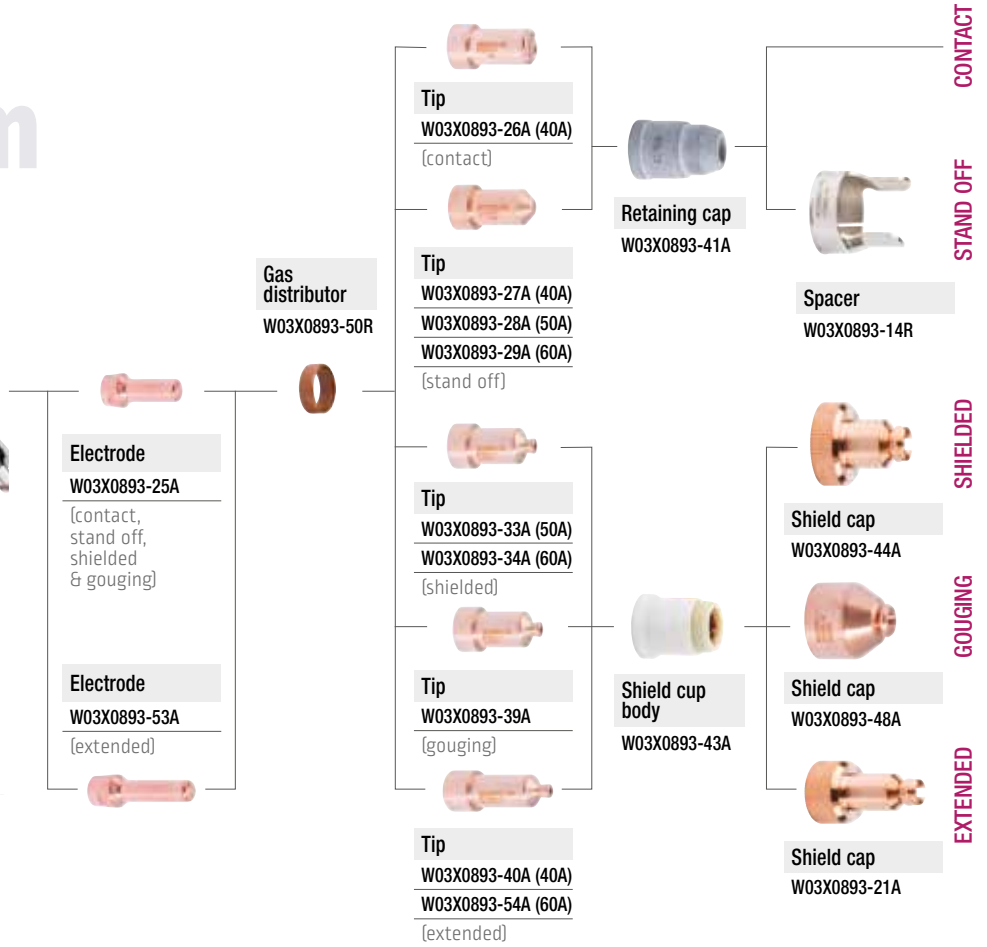 m
Electrode
W03X0893-25A
(contact,
stand off,
shielded
& gouging)
Electrode
W03X0893-53A
(extended)
Gas
distributor
W03X0893-50R
Tip
W03X0893-26A (40A)
(contact)
Tip
W03X0893-27A (40A)
W03X0893-28A (50A)
W03X0893-29A (60A)
(stand off)
Tip
W03X0893-33A (50A)
W03X0893-34A (60A)
(shielded)
Tip
W03X0893-39A
(gouging)
Tip
W03X0893-40A (40A)
W03X0893-54A (60A)
(extended)
Retaining cap
W03X0893-41A
Shield cup
body
W03X0893-43A
Spacer
W03X0893-14R
Shield cap
W03X0893-44A
Shield cap
W03X0893-48A
Shield cap
W03X0893-21A
CONTACT
STAND OFF
SHIELDED
GOUGING
EXTENDED